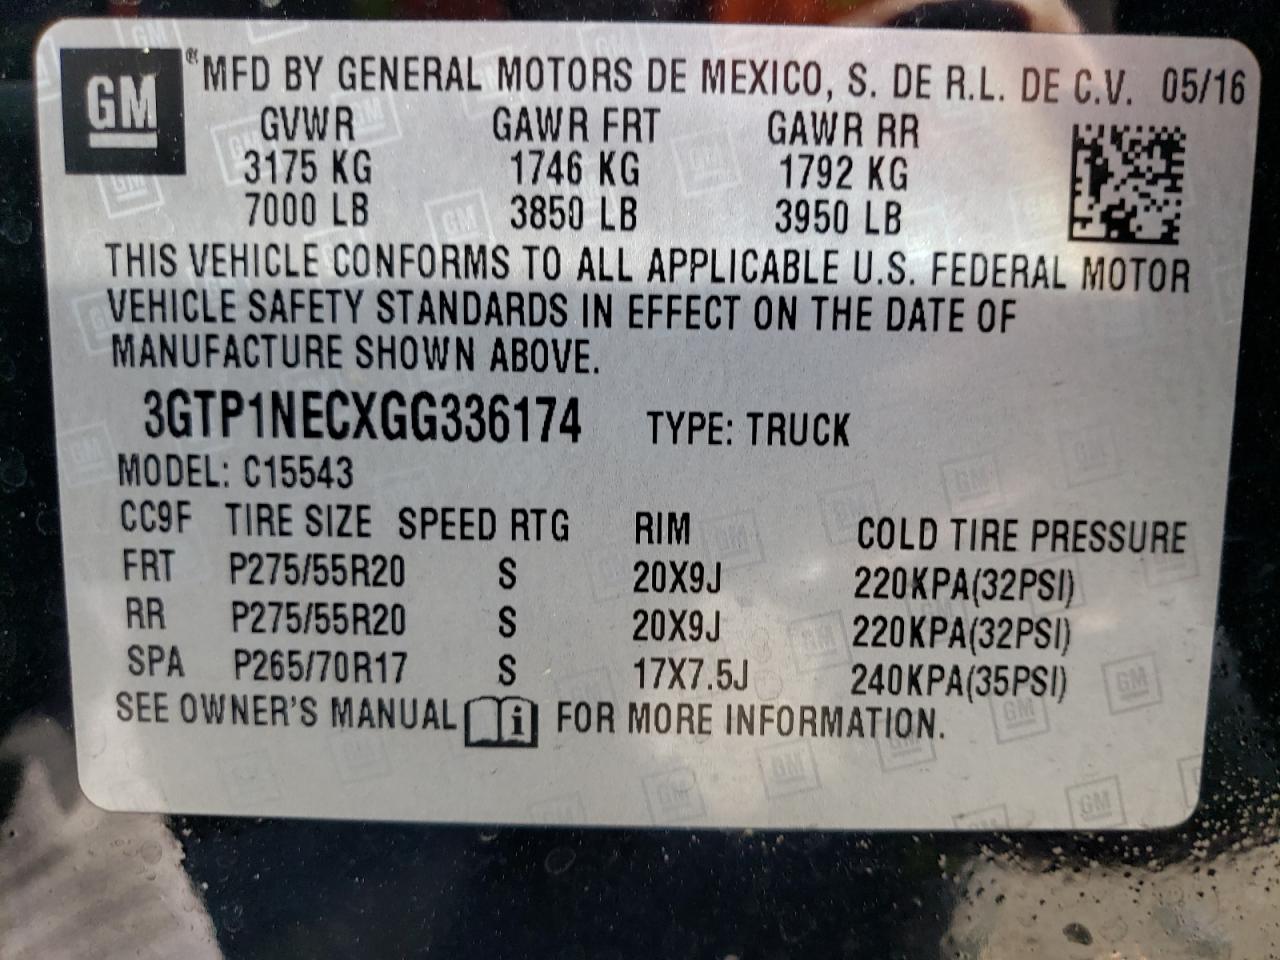 GM ® MFD BY GENERAL MOTORS DE MEXICO, S. DE R.L. DE C.V. 05/16
GVWR GAWR FRT GAWR RR
3175 KG 1746 KG 1792 KG
7000 LB 3850 LB 3950 LB
THIS VEHICLE CONFORMS TO ALL APPLICABLE U.S. FEDERAL MOTOR
VEHICLE SAFETY STANDARDS IN EFFECT ON THE DATE OF
MANUFACTURE SHOWN ABOVE.
3GTP1NECXGG336174 TYPE: TRUCK
MODEL: C15543
CC9F TIRE SIZE SPEED RTG RIM COLD TIRE PRESSURE
FRT P275/55R20 S 20X9J 220KPA(32PSI)
RR P275/55R20 S 20X9J 220KPA(32PSI)
SPA P265/70R17 S 17X7.5J 240KPA(35PSI)
SEE OWNER'S MANUAL i FOR MORE INFORMATION.